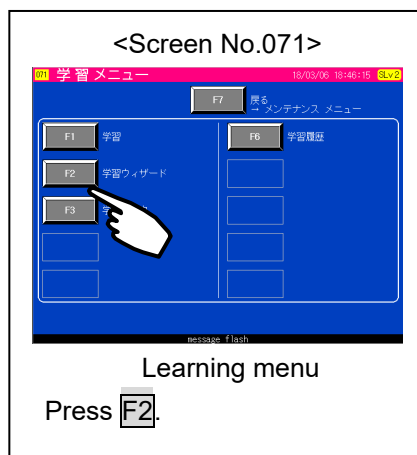 <Screen No.071>
071 学習メニュー 18/03/06 18:46:15 SLv2
F7 戻る
→ メンテナンス メニュー
F1 学習
F6 学習履歴
F2 学習ウィザード
F3
message flash
Learning menu
Press F2.